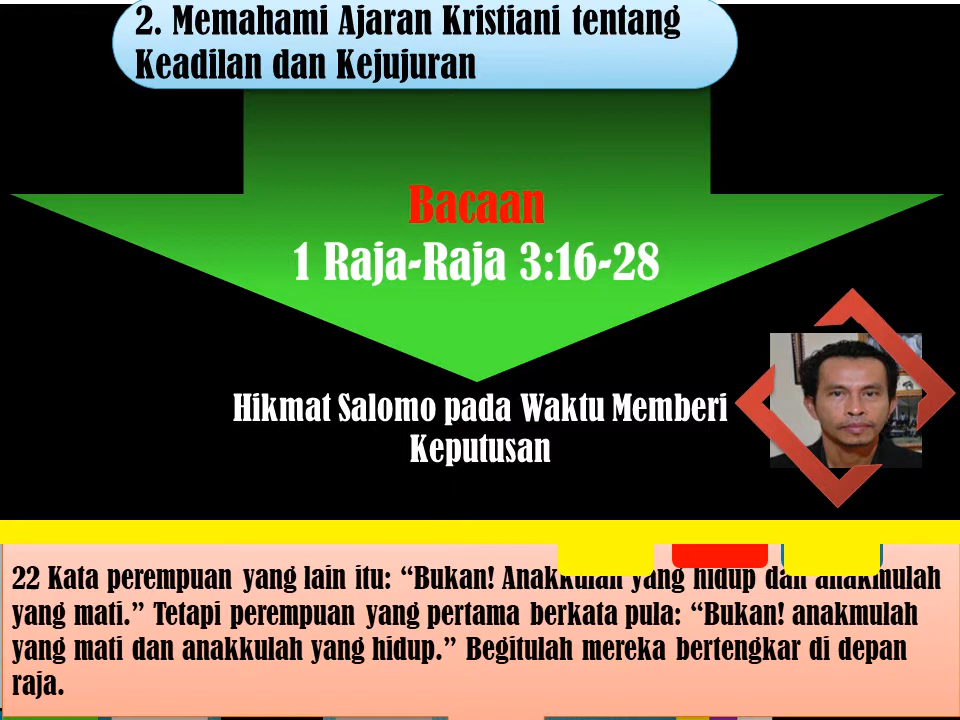 2. Memahami Ajaran Kristiani tentang
Keadilan dan Kejujuran
Bacaan
1 Raja-Raja 3:16-28
Hikmat Salomo pada Waktu Memberi
Keputusan
22 Kata perempuan yang lain itu: “Bukan! Anakkulah yang hidup dan anakmulah
yang mati.” Tetapi perempuan yang pertama berkata pula: “Bukan! anakmulah
yang mati dan anakkulah yang hidup.” Begitulah mereka bertengkar di depan
raja.